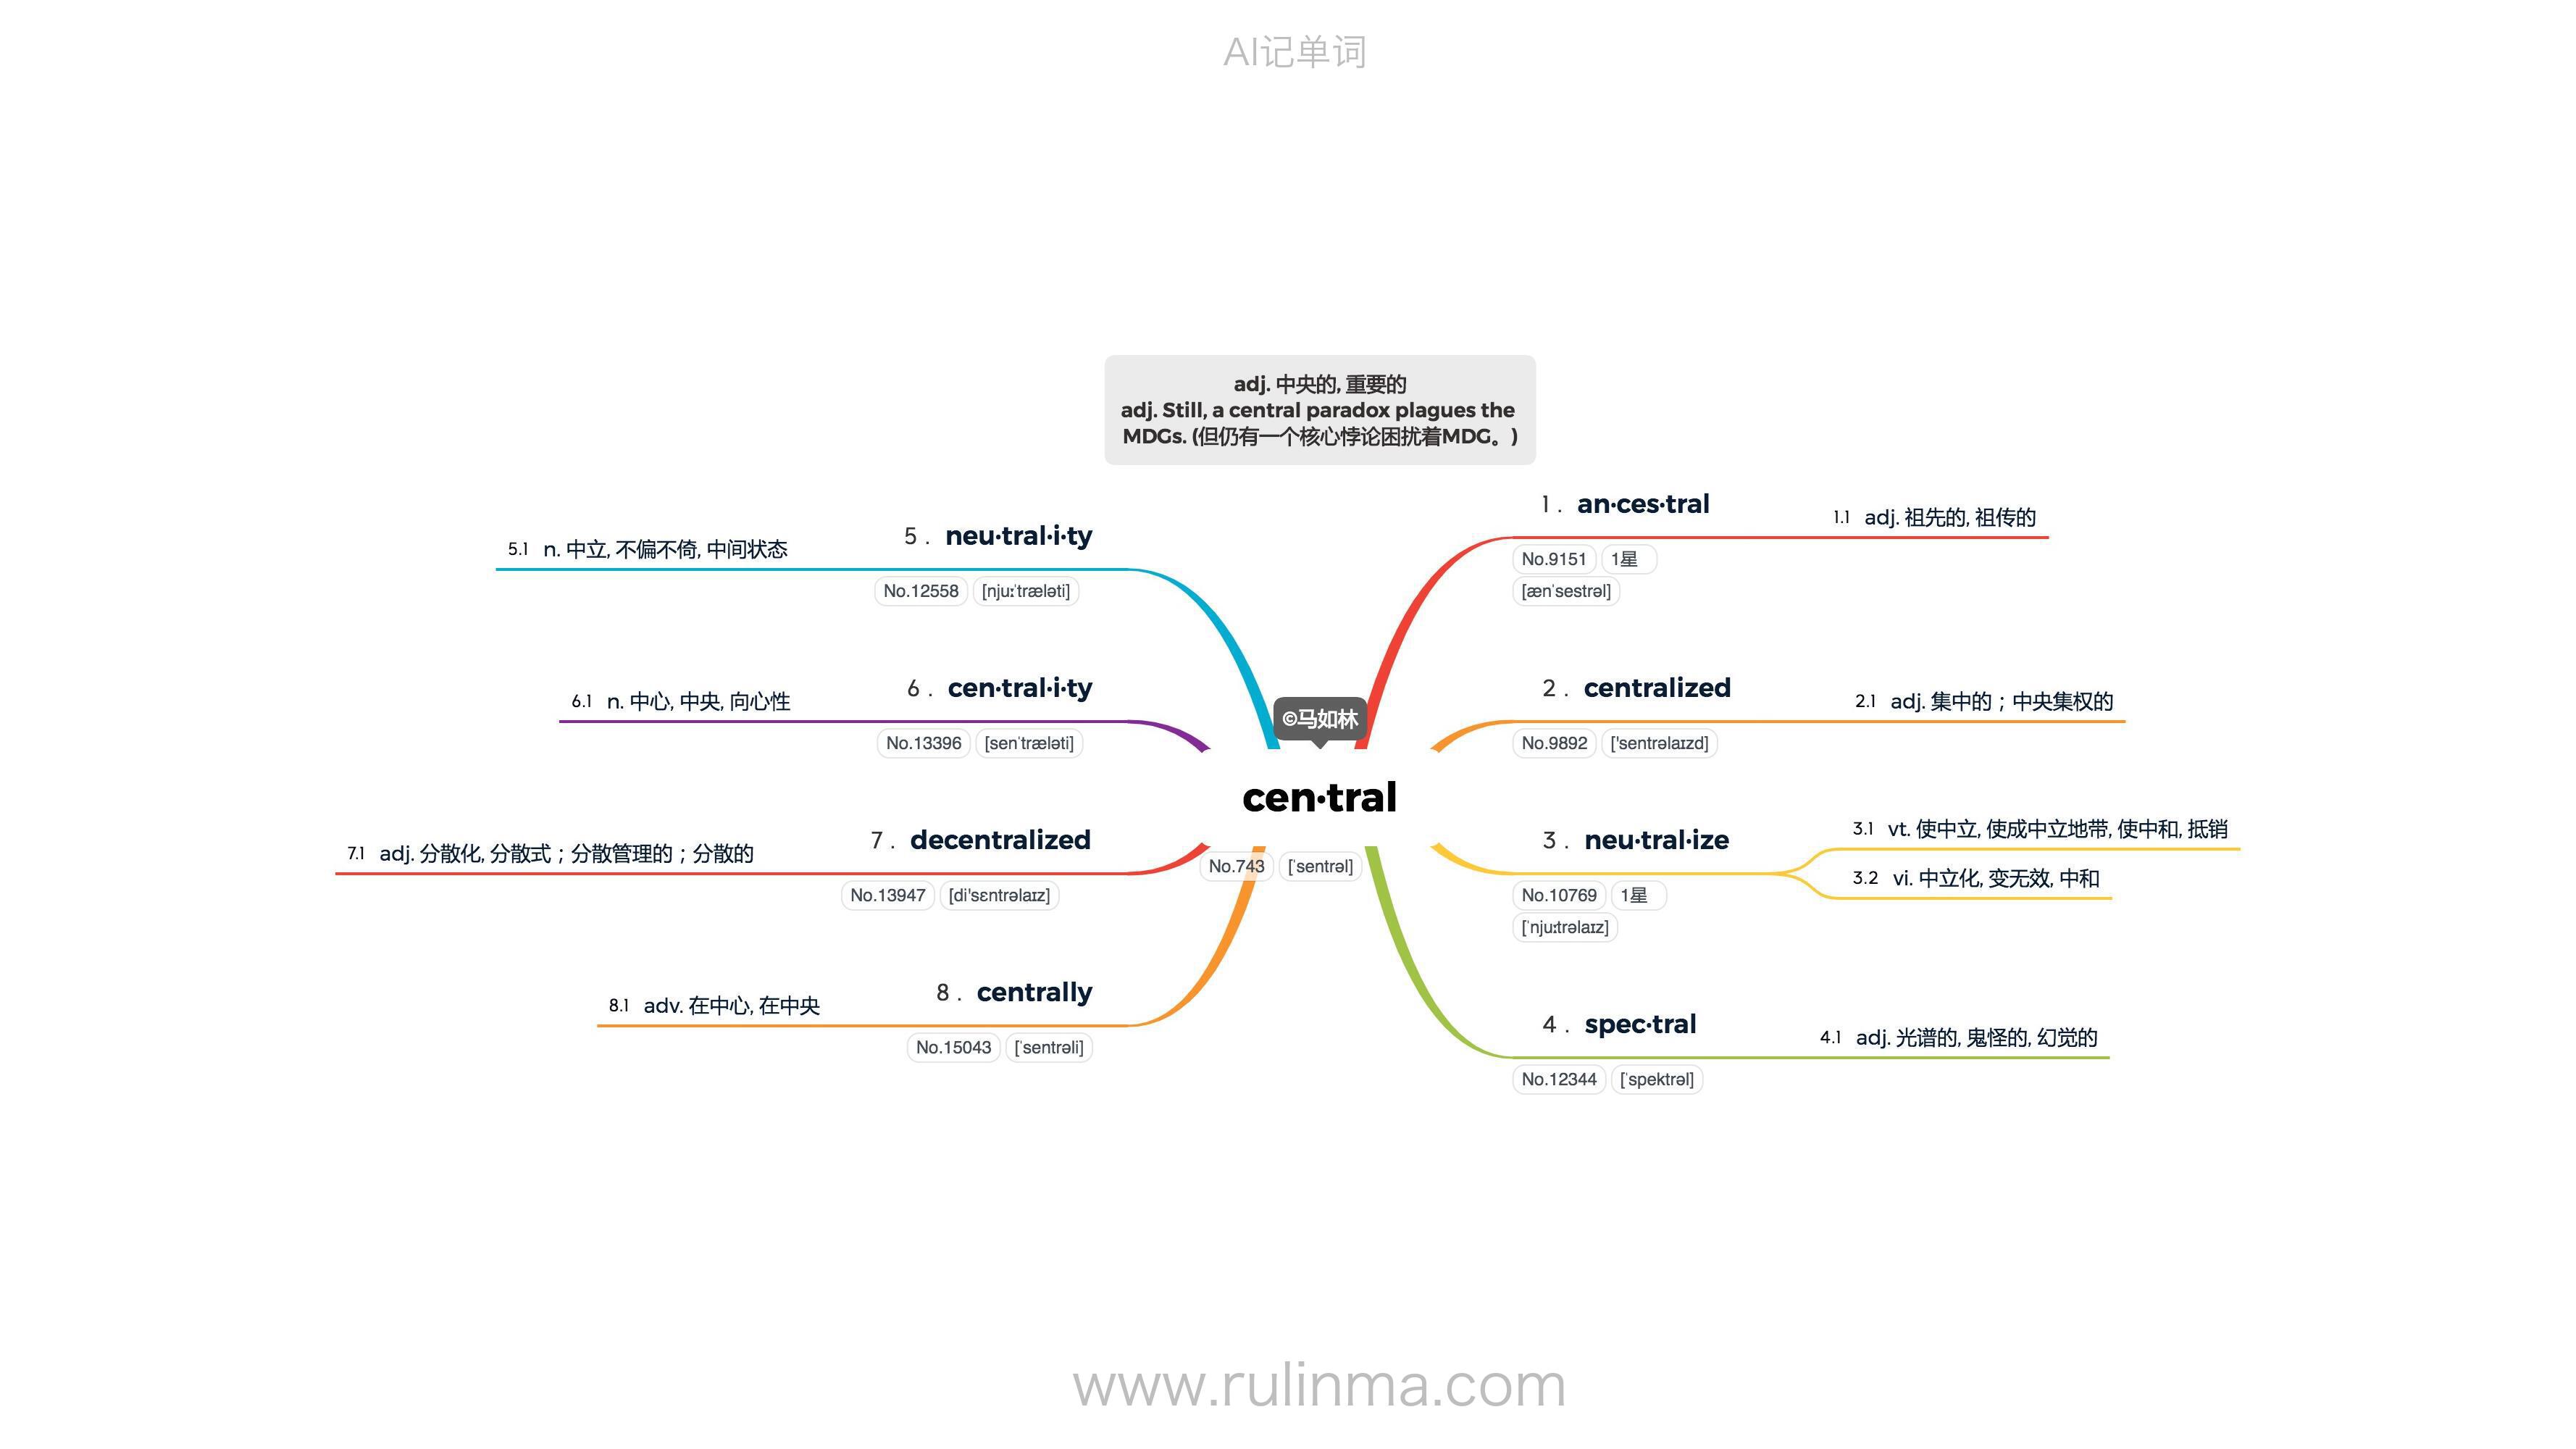 AI记单词
adj. 中央的, 重要的
adj. Still, a central paradox plagues the
MDGs. (但仍有一个核心悖论困扰着MDG。)
©马如林
cen·tral
No.743 [ˈsentrəl]
1 . an·ces·tral
No.9151 1星
[ænˈsestrəl]
1.1 adj. 祖先的, 祖传的
2 . centralized
No.9892 ['sentrəlaɪzd]
2.1 adj. 集中的；中央集权的
3 . neu·tral·ize
No.10769 1星
[ˈnjuːtrəlaɪz]
3.1 vt. 使中立, 使成中立地带, 使中和, 抵销
3.2 vi. 中立化, 变无效, 中和
4 . spec·tral
No.12344 [ˈspektrəl]
4.1 adj. 光谱的, 鬼怪的, 幻觉的
5 . neu·tral·i·ty
No.12558 [njuːˈtræləti]
5.1 n. 中立, 不偏不倚, 中间状态
6 . cen·tral·i·ty
No.13396 [senˈtræləti]
6.1 n. 中心, 中央, 向心性
7 . decentralized
No.13947 [di'sɛntrəlaɪz]
7.1 adj. 分散化, 分散式；分散管理的；分散的
8 . centrally
No.15043 [ˈsentrəli]
8.1 adv. 在中心, 在中央
www.rulinma.com